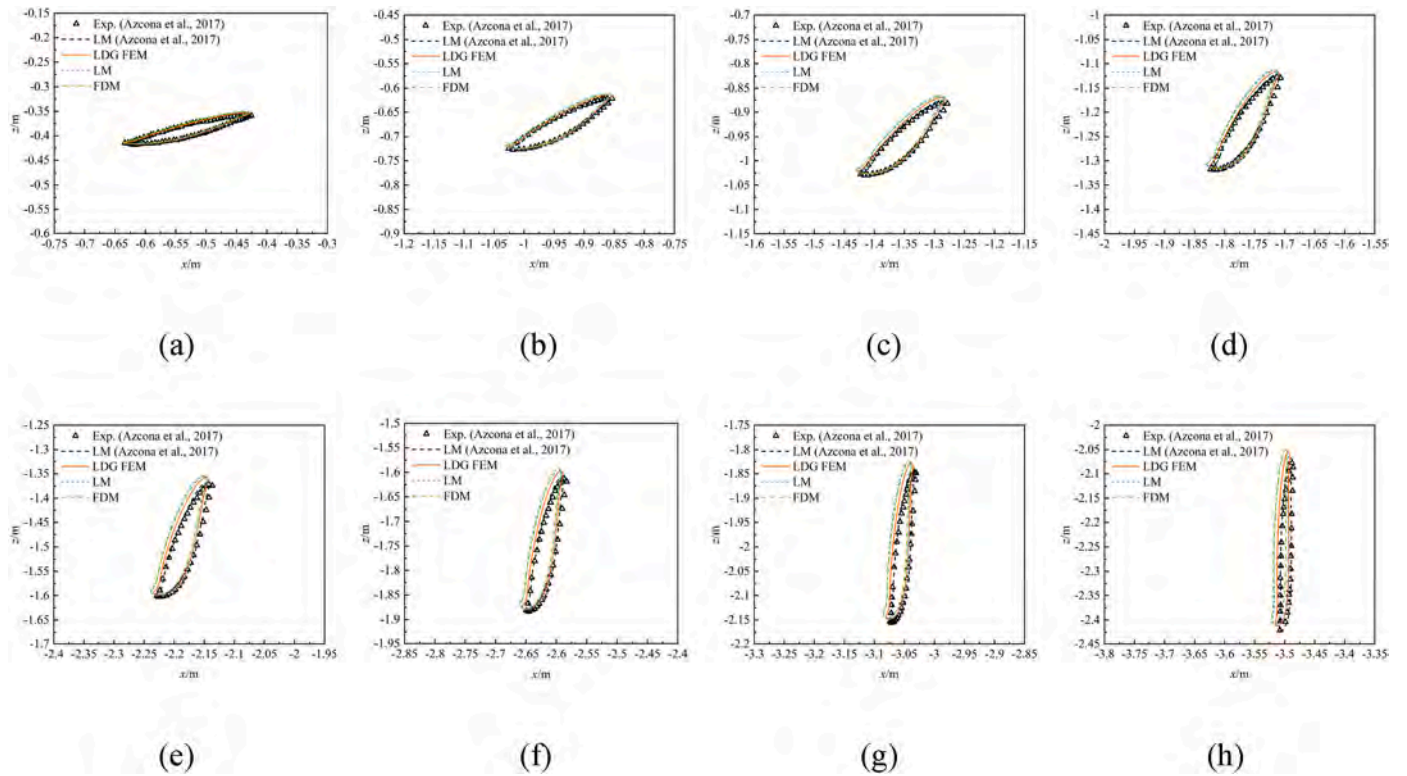 -0.15
-0.2
-0.25
-0.3
-0.35
-0.4
-0.45
-0.5
-0.55
-0.6
z/m
Exp. (Azcona et al., 2017)
LM (Azcona et al., 2017)
LDG FEM
LM
FDM
-0.75 -0.7 -0.65 -0.6 -0.55 -0.5 -0.45 -0.4 -0.35 -0.3
x/m
(a)
-0.45
-0.5
-0.55
-0.6
-0.65
-0.7
-0.75
-0.8
-0.85
-0.9
z/m
Exp. (Azcona et al., 2017)
LM (Azcona et al., 2017)
LDG FEM
LM
FDM
-1.2 -1.15 -1.1 -1.05 -1 -0.95 -0.9 -0.85 -0.8 -0.75
x/m
(b)
-0.7
-0.75
-0.8
-0.85
-0.9
-0.95
-1
-1.05
-1.1
-1.15
z/m
Exp. (Azcona et al., 2017)
LM (Azcona et al., 2017)
LDG FEM
LM
FDM
-1.6 -1.55 -1.5 -1.45 -1.4 -1.35 -1.3 -1.25 -1.2 -1.15
x/m
(c)
-1
-1.05
-1.1
-1.15
-1.2
-1.25
-1.3
-1.35
-1.4
-1.45
z/m
Exp. (Azcona et al., 2017)
LM (Azcona et al., 2017)
LDG FEM
LM
FDM
-2 -1.95 -1.9 -1.85 -1.8 -1.75 -1.7 -1.65 -1.6 -1.55
x/m
(d)
-1.25
-1.3
-1.35
-1.4
-1.45
-1.5
-1.55
-1.6
-1.65
-1.7
z/m
Exp. (Azcona et al., 2017)
LM (Azcona et al., 2017)
LDG FEM
LM
FDM
-2.4 -2.35 -2.3 -2.25 -2.2 -2.15 -2.1 -2.05 -2 -1.95
x/m
(e)
-1.5
-1.55
-1.6
-1.65
-1.7
-1.75
-1.8
-1.85
-1.9
-1.95
z/m
Exp. (Azcona et al., 2017)
LM (Azcona et al., 2017)
LDG FEM
LM
FDM
-2.85 -2.8 -2.75 -2.7 -2.65 -2.6 -2.55 -2.5 -2.45 -2.4
x/m
(f)
-1.75
-1.8
-1.85
-1.9
-1.95
-2
-2.05
-2.1
-2.15
-2.2
z/m
Exp. (Azcona et al., 2017)
LM (Azcona et al., 2017)
LDG FEM
LM
FDM
-3.3 -3.25 -3.2 -3.15 -3.1 -3.05 -3 -2.95 -2.9 -2.85
x/m
(g)
-2
-2.05
-2.1
-2.15
-2.2
-2.25
-2.3
-2.35
-2.4
-2.45
z/m
Exp. (Azcona et al., 2017)
LM (Azcona et al., 2017)
LDG FEM
LM
FDM
-3.8 -3.75 -3.7 -3.65 -3.6 -3.55 -3.5 -3.45 -3.4 -3.35
x/m
(h)